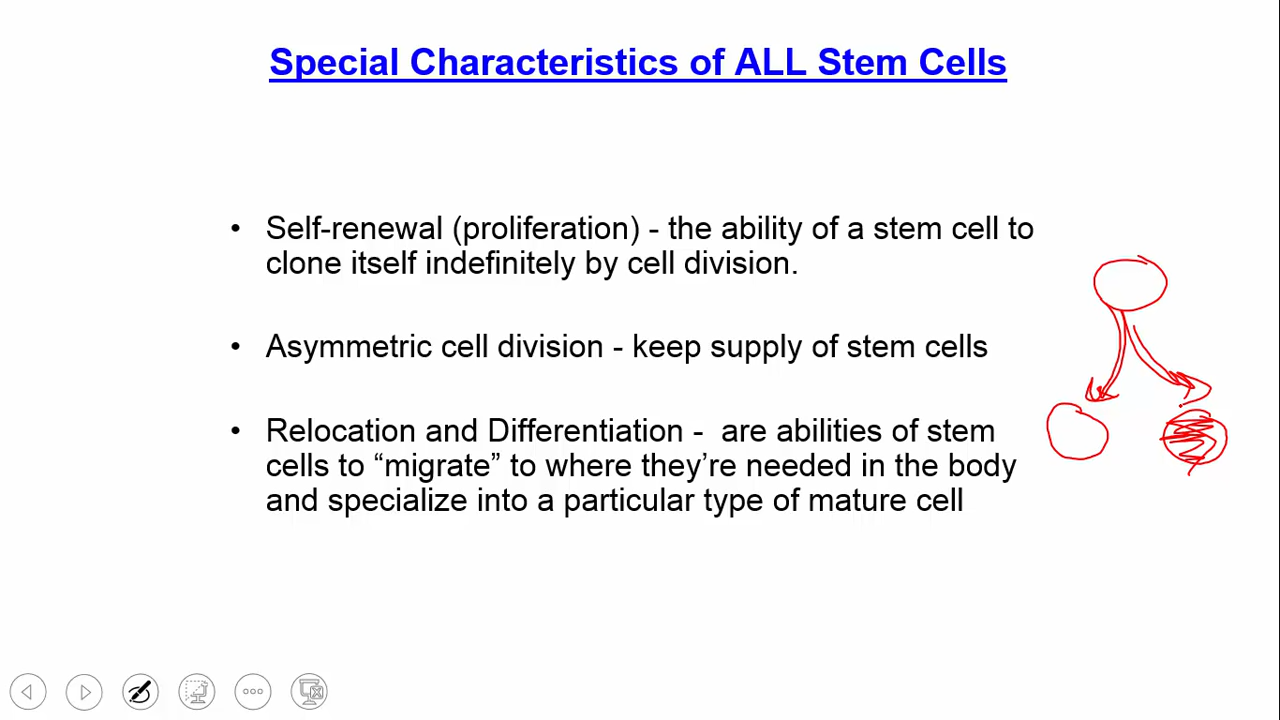 Special Characteristics of ALL Stem Cells
• Self-renewal (proliferation) - the ability of a stem cell to
clone itself indefinitely by cell division.
• Asymmetric cell division - keep supply of stem cells
• Relocation and Differentiation -  are abilities of stem
cells to “migrate” to where they’re needed in the body
and specialize into a particular type of mature cell